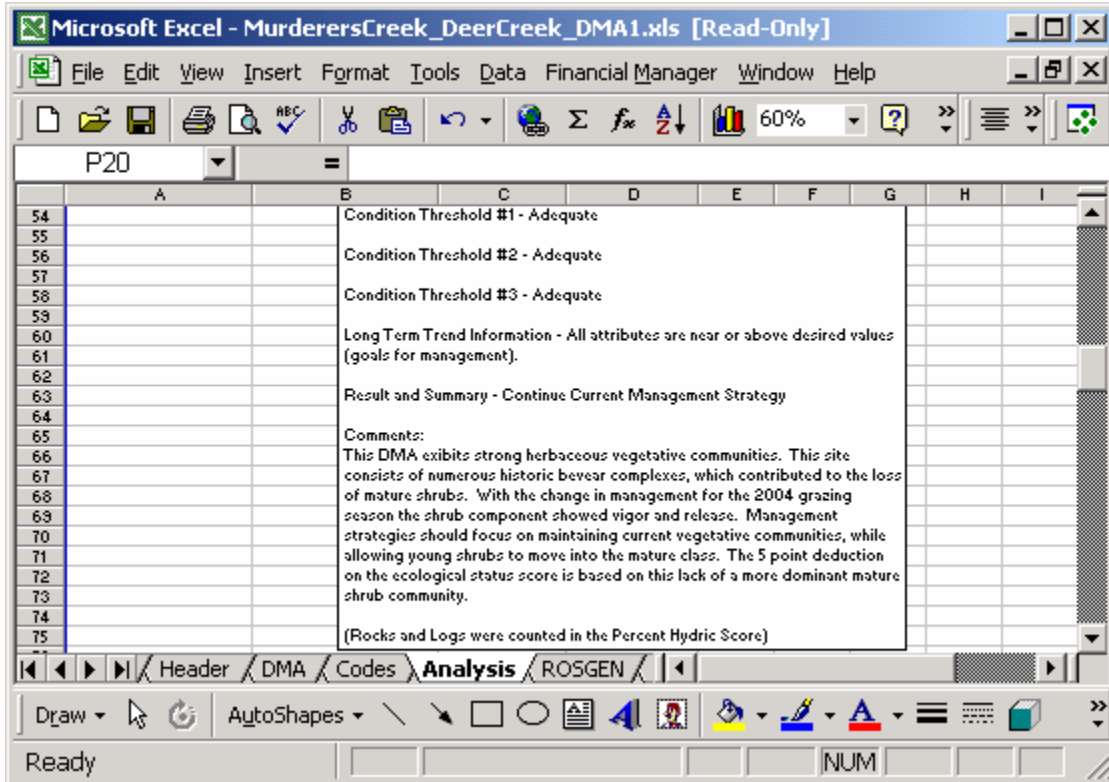 Microsoft Excel - MurderersCreek_DeerCreek_DMA1.xls [Read-Only]
File Edit View Insert Format Tools Data Financial Manager Window Help
ABC Σ fx A Z 60% ? » »
P20 =
A B C D E F G H I
54 Condition Threshold #1 - Adequate
55
56 Condition Threshold #2 - Adequate
57
58 Condition Threshold #3 - Adequate
59
60 Long Term Trend Information - All attributes are near or above desired values
61 (goals for management).
62
63 Result and Summary - Continue Current Management Strategy
64
65 Comments:
66 This DMA exibits strong herbaceous vegetative communities. This site
67 consists of numerous historic bevear complexes, which contributed to the loss
68 of mature shrubs. With the change in management for the 2004 grazing
69 season the shrub component showed vigor and release. Management
70 strategies should focus on maintaining current vegetative communities, while
71 allowing young shrubs to move into the mature class. The 5 point deduction
72 on the ecological status score is based on this lack of a more dominant mature
73 shrub community.
74
75 (Rocks and Logs were counted in the Percent Hydric Score)
Header DMA Codes Analysis ROSGEN
Draw AutoShapes A A »
Ready NUM